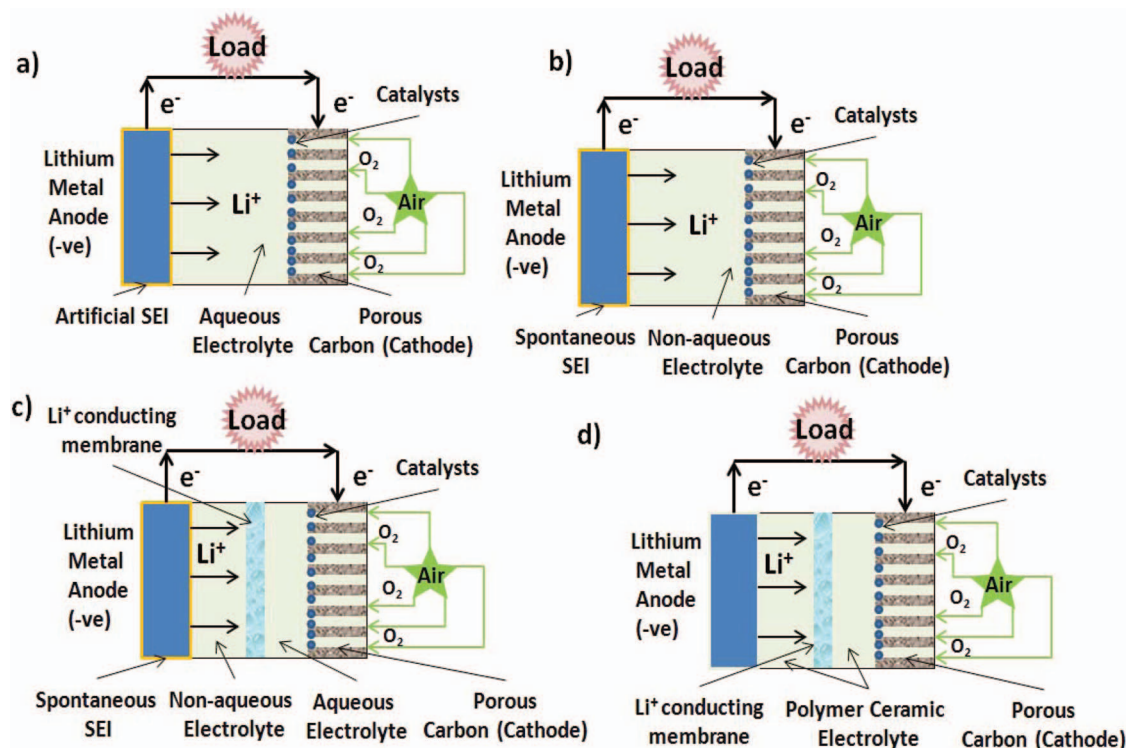 a)
Load
e-
e-
Catalysts
Lithium
Metal
Anode
(-ve)
Li+
O2
O2
O2
Air
Artificial SEI
Aqueous
Electrolyte
Porous
Carbon (Cathode)
b)
Load
e-
e-
Catalysts
Lithium
Metal
Anode
(-ve)
Li+
O2
O2
O2
Air
Spontaneous
SEI
Non-aqueous
Electrolyte
Porous
Carbon (Cathode)
c)
Li+ conducting
membrane
Load
e-
e-
Catalysts
Lithium
Metal
Anode
(-ve)
Li+
O2
O2
O2
Air
Spontaneous
SEI
Non-aqueous
Electrolyte
Aqueous
Electrolyte
Porous
Carbon (Cathode)
d)
Load
e-
e-
Catalysts
Lithium
Metal
Anode
(-ve)
Li+
O2
O2
O2
Air
Li+ conducting
membrane
Polymer Ceramic
Electrolyte
Porous
Carbon (Cathode)